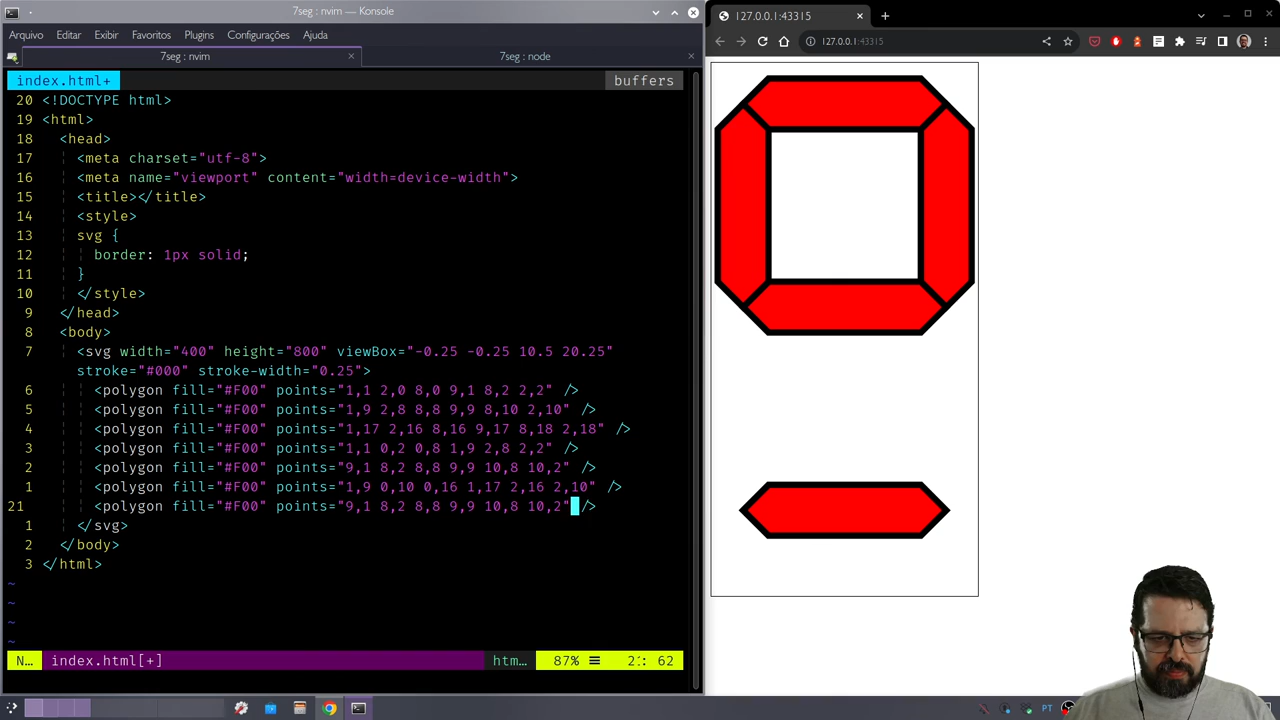 7seg : nvim — Konsole
Arquivo Editar Exibir Favoritos Plugins Configurações Ajuda
7seg : nvim
7seg : node
index.html+
buffers
20 <!DOCTYPE html>
19 <html>
18 <head>
17 <meta charset="utf-8">
16 <meta name="viewport" content="width=device-width">
15 <title></title>
14 <style>
13 svg {
12 border: 1px solid;
11 }
10 </style>
9 </head>
8 <body>
7 <svg width="400" height="800" viewBox="-0.25 -0.25 10.5 20.25"
stroke="#000" stroke-width="0.25">
6 <polygon fill="#F00" points="1,1 2,0 8,0 9,1 8,2 2,2" />
5 <polygon fill="#F00" points="1,9 2,8 8,8 9,9 8,10 2,10" />
4 <polygon fill="#F00" points="1,17 2,16 8,16 9,17 8,18 2,18" />
3 <polygon fill="#F00" points="1,1 0,2 0,8 1,9 2,8 2,2" />
2 <polygon fill="#F00" points="9,1 8,2 8,8 9,9 10,8 10,2" />
1 <polygon fill="#F00" points="1,9 0,10 0,16 1,17 2,16 2,10" />
21 <polygon fill="#F00" points="9,1 8,2 8,8 9,9 10,8 10,2" />
1 </svg>
2 </body>
3 </html>
~
~
~
~
N… index.html[+] htm… 87% 62
127.0.0.1:43315
127.0.0.1:43315
PT